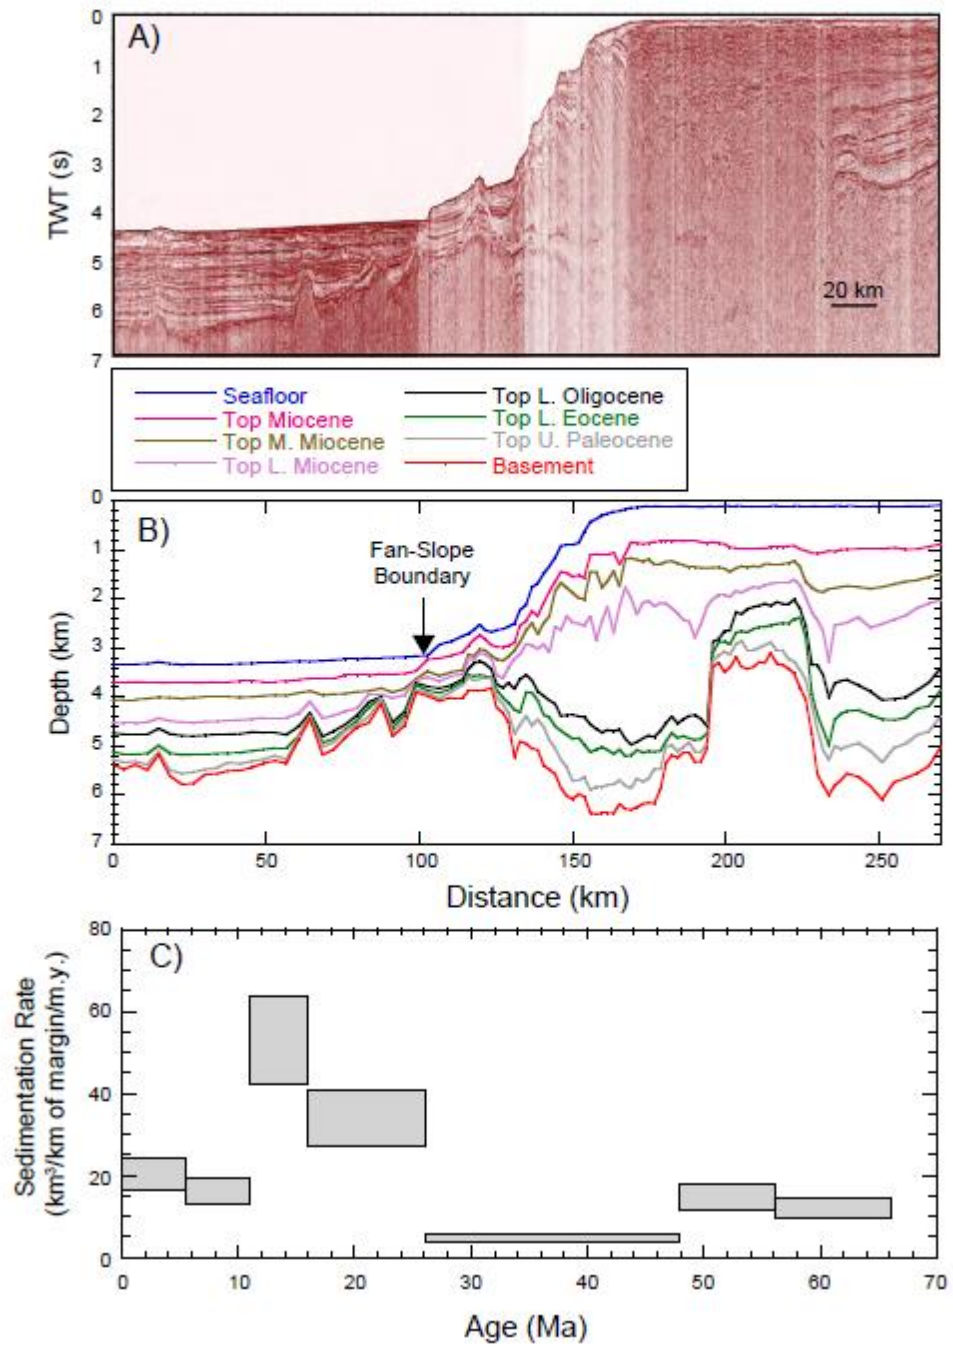 A)
0
1
2
3
4
5
6
7
TWT (s)
20 km
Seafloor
Top Miocene
Top M. Miocene
Top L. Miocene
Top L. Oligocene
Top L. Eocene
Top U. Paleocene
Basement
B)
0
1
2
3
4
5
6
7
Depth (km)
Fan-Slope
Boundary
0 50 100 150 200 250
Distance (km)
C)
80
60
40
20
0
Sedimentation Rate
(km³/km of margin/m.y.)
0 10 20 30 40 50 60 70
Age (Ma)